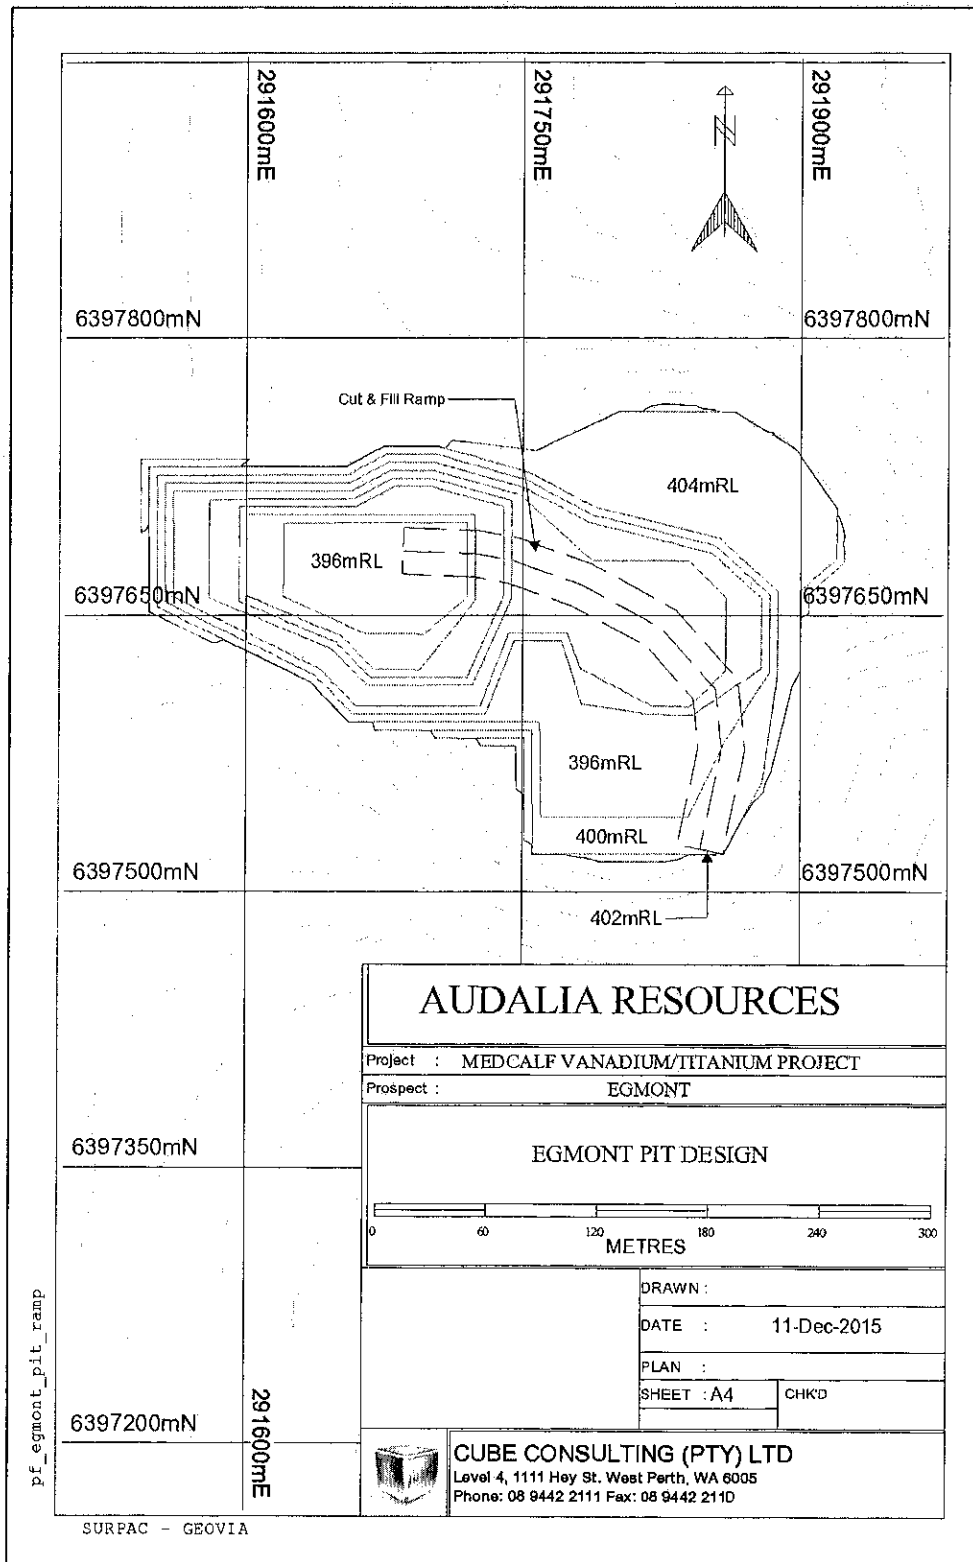 291600mE
291750mE
291900mE
N
6397800mN
6397800mN
Cut & Fill Ramp
404mRL
396mRL
6397650mN
6397650mN
396mRL
400mRL
6397500mN
6397500mN
402mRL
AUDALIA RESOURCES
Project : MEDCALF VANADIUM/TITANIUM PROJECT
Prospect : EGMONT
6397350mN
EGMONT PIT DESIGN
0 60 120 180 240 300
METRES
DRAWN :
DATE : 11-Dec-2015
PLAN :
SHEET : A4 CHK'D
6397200mN
291600mE
pf_egmont_pit_ramp
CUBE CONSULTING (PTY) LTD
Level 4, 1111 Hey St. West Perth, WA 6005
Phone: 08 9442 2111 Fax: 08 9442 211D
SURPAC - GEOVIA